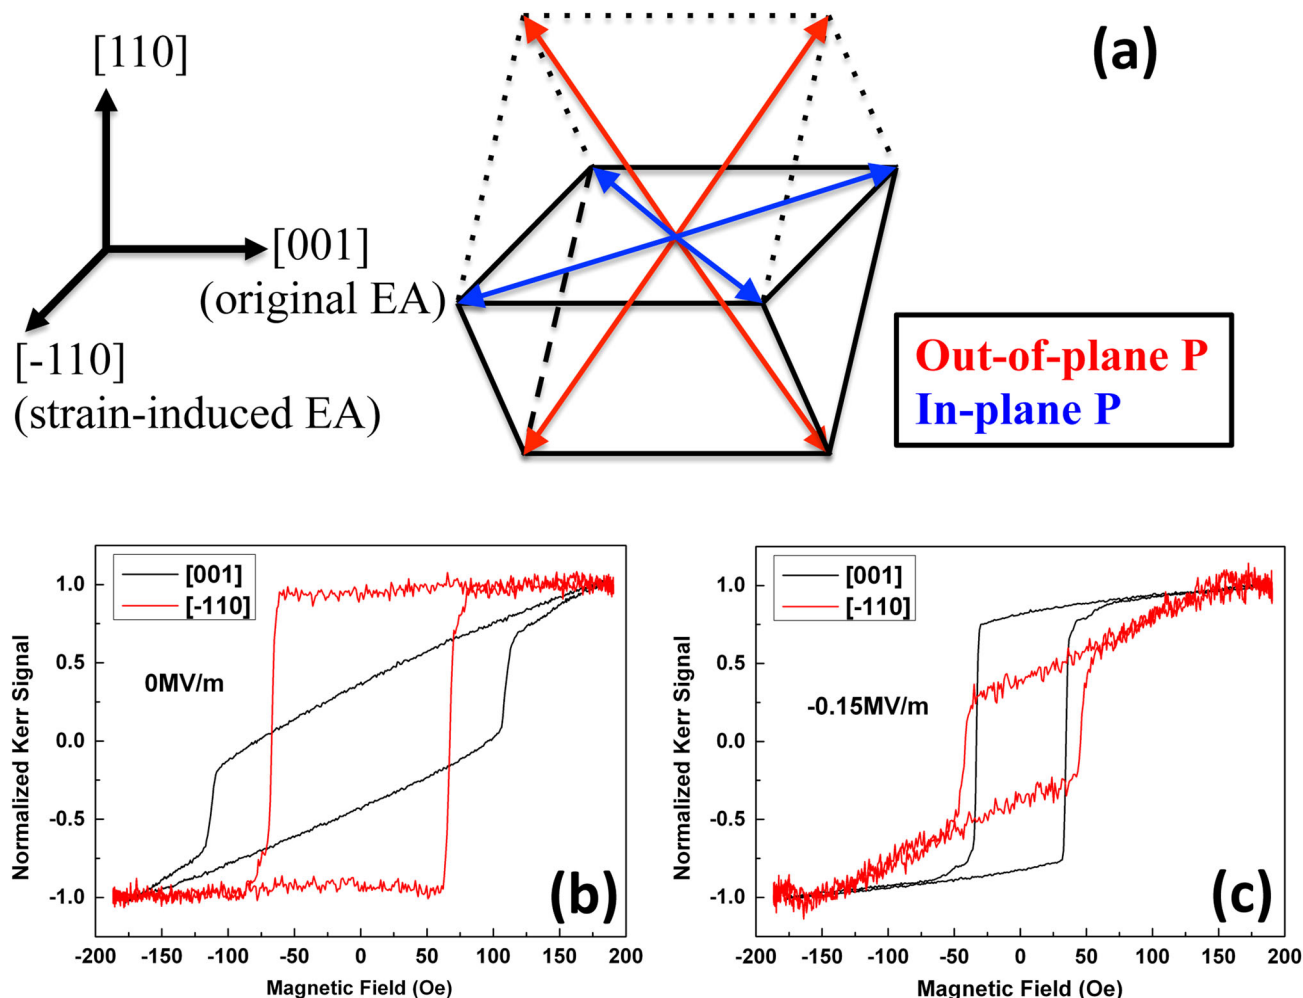 (a)
[110]
[001]
(original EA)
[-110]
(strain-induced EA)
Out-of-plane P
In-plane P
[001]
[-110]
0MV/m
(b)
Normalized Kerr Signal
1.0
0.5
0.0
-0.5
-1.0
-200 -150 -100 -50 0 50 100 150 200
Magnetic Field (Oe)
[001]
[-110]
-0.15MV/m
(c)
Normalized Kerr Signal
1.0
0.5
0.0
-0.5
-1.0
-200 -150 -100 -50 0 50 100 150 200
Magnetic Field (Oe)